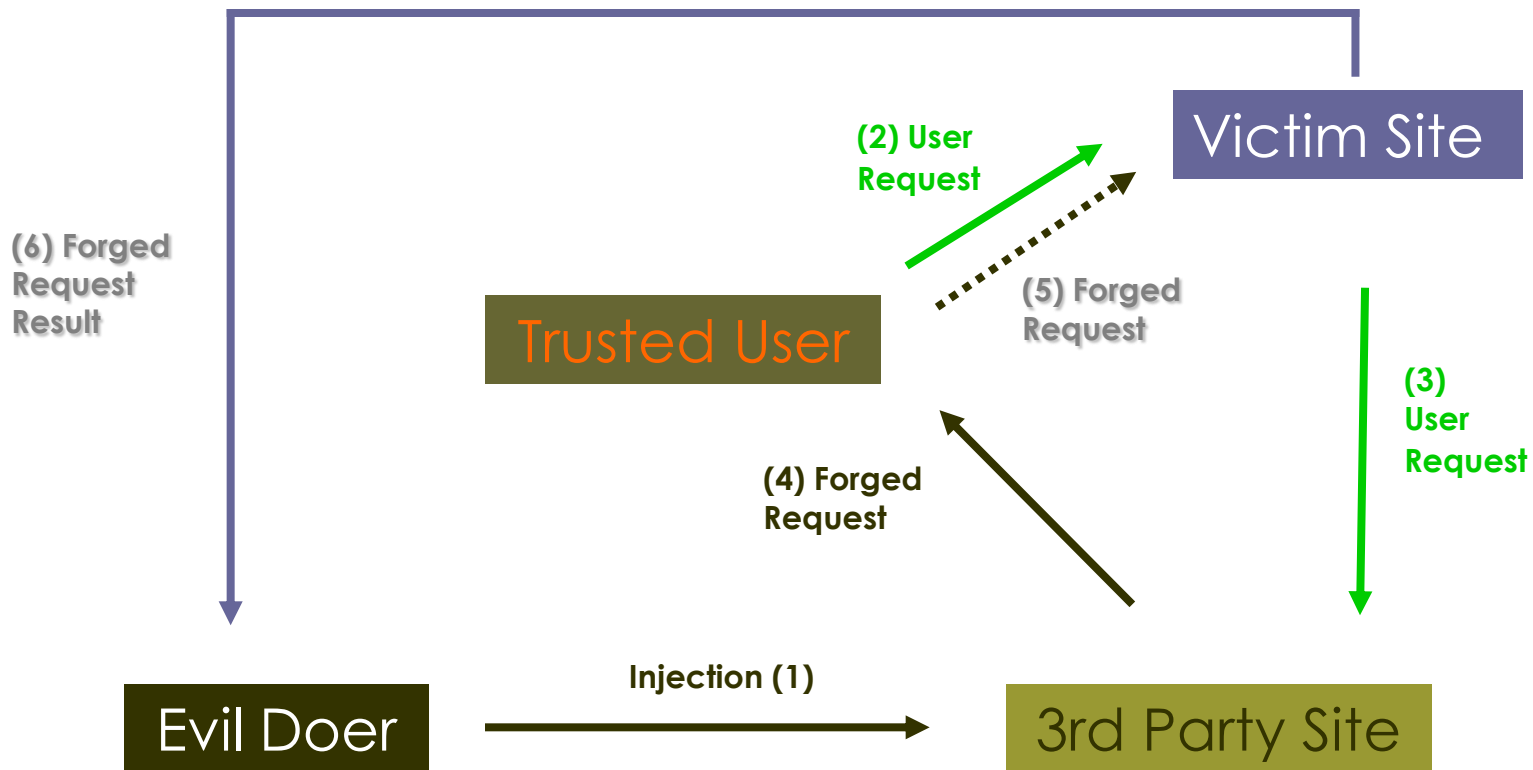 Victim Site
(2) User
Request
(6) Forged
Request
Result
(5) Forged
Request
Trusted User
(3)
User
Request
(4) Forged
Request
Injection (1)
Evil Doer
3rd Party Site